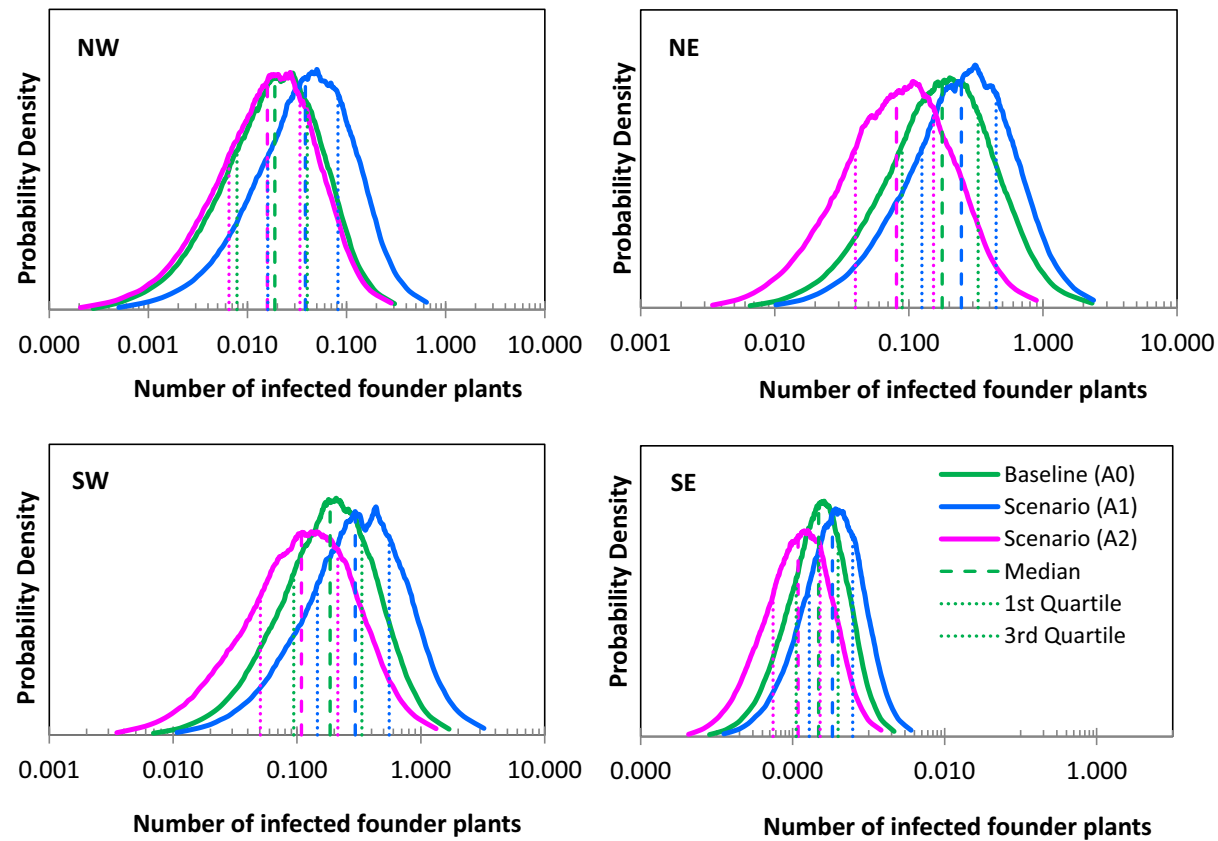 NW
Probability Density
0.000 0.001 0.010 0.100 1.000 10.000
Number of infected founder plants
NE
Probability Density
0.001 0.010 0.100 1.000 10.000
Number of infected founder plants
SW
Probability Density
0.001 0.010 0.100 1.000 10.000
Number of infected founder plants
SE
Probability Density
Baseline (A0)
Scenario (A1)
Scenario (A2)
Median
1st Quartile
3rd Quartile
0.000 0.000 0.010 1.000
Number of infected founder plants